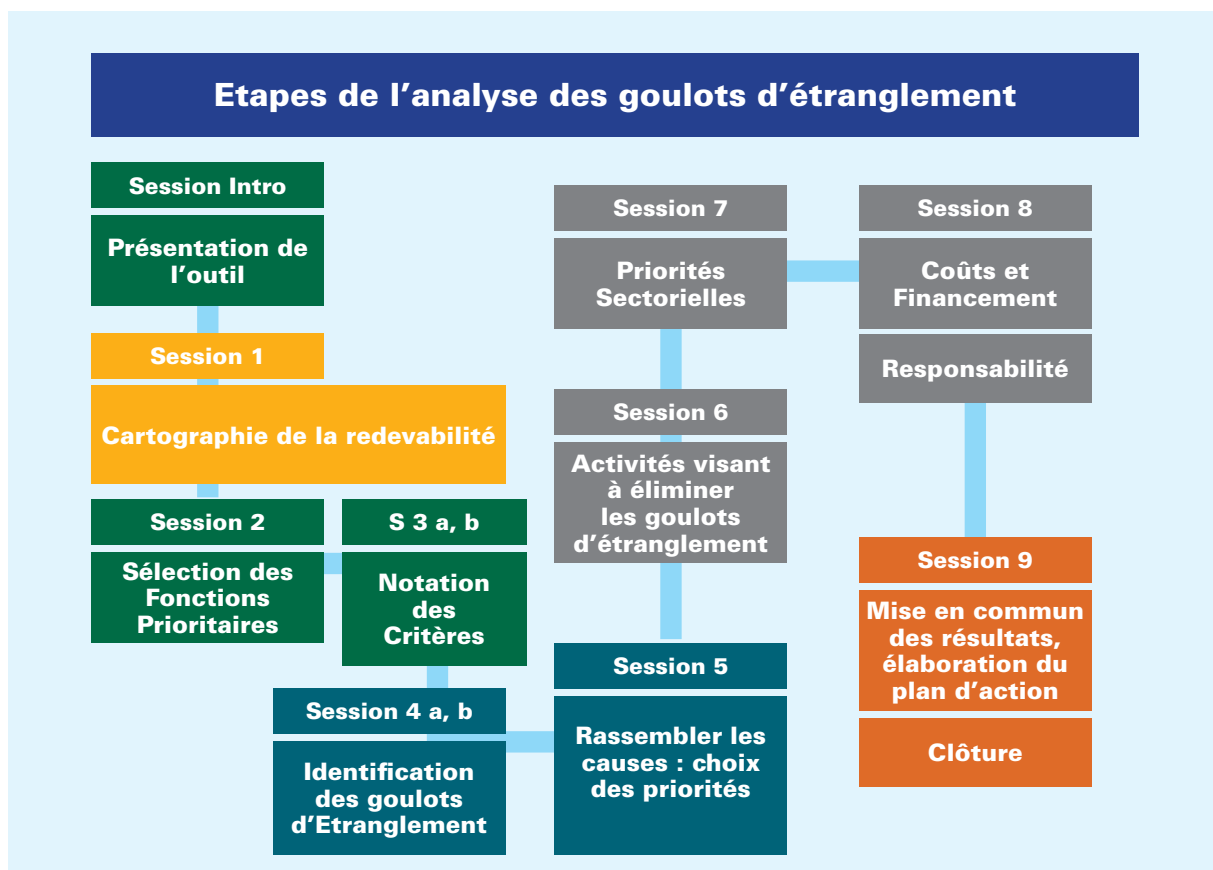 Etapes de l’analyse des goulots d’étranglement
Session Intro
Présentation de
l’outil
Session 1
Cartographie de la redevabilité
Session 2
Sélection des
Fonctions
Prioritaires
S 3 a, b
Notation
des
Critères
Session 4 a, b
Identification
des goulots
d’Etranglement
Session 5
Rassembler les
causes : choix
des priorités
Session 6
Activités visant
à éliminer
les goulots
d’étranglement
Session 7
Priorités
Sectorielles
Session 8
Coûts et
Financement
Responsabilité
Session 9
Mise en commun
des résultats,
élaboration du
plan d’action
Clôture